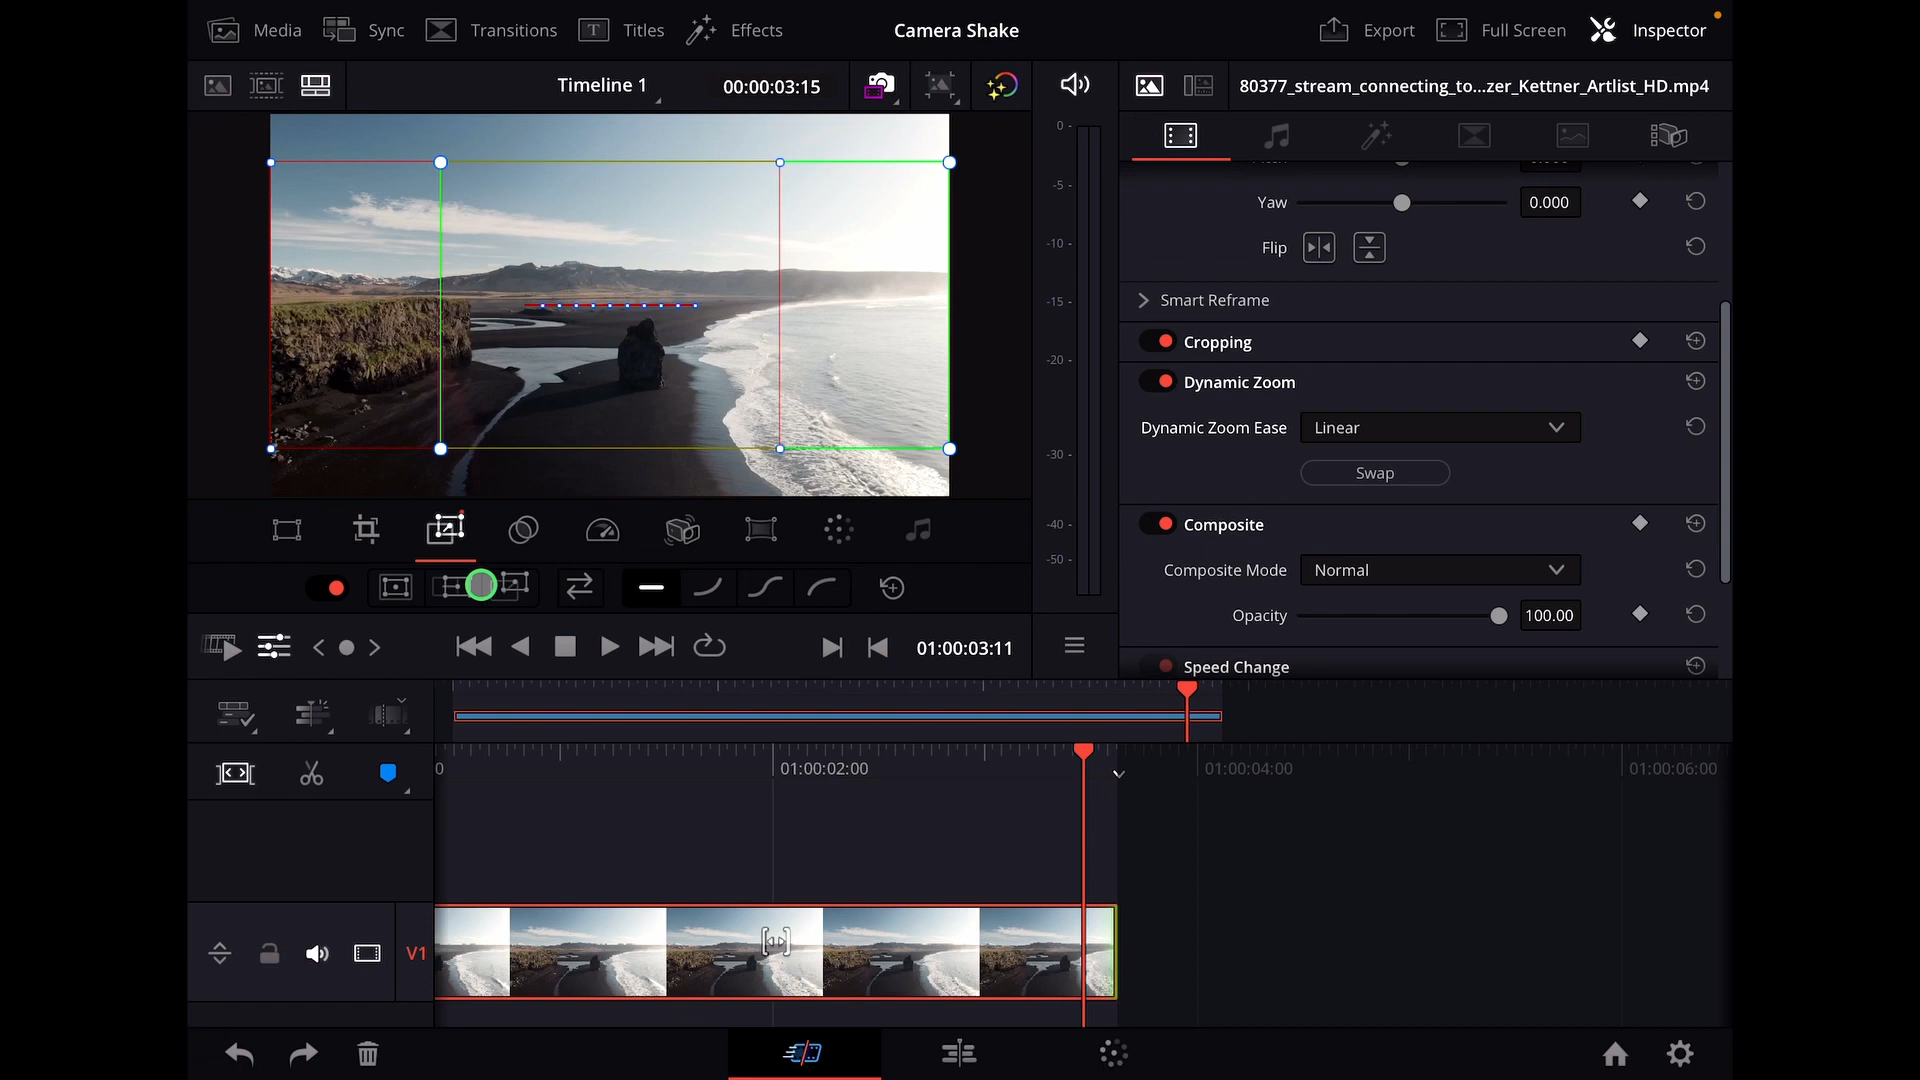 Media
Sync
Transitions
Titles
Effects
Camera Shake
Export
Full Screen
Inspector
Timeline 1
00:00:03:15
80377_stream_connecting_to...zer_Kettner_Artlist_HD.mp4
0 -
-5 -
-10 -
-15 -
-20 -
-30 -
-40 -
-50 -
Yaw
0.000
Flip
Smart Reframe
Cropping
Dynamic Zoom
Dynamic Zoom Ease
Linear
Swap
Composite
Composite Mode
Normal
Opacity
100.00
Speed Change
01:00:03:11
0
01:00:02:00
01:00:04:00
01:00:06:00
V1